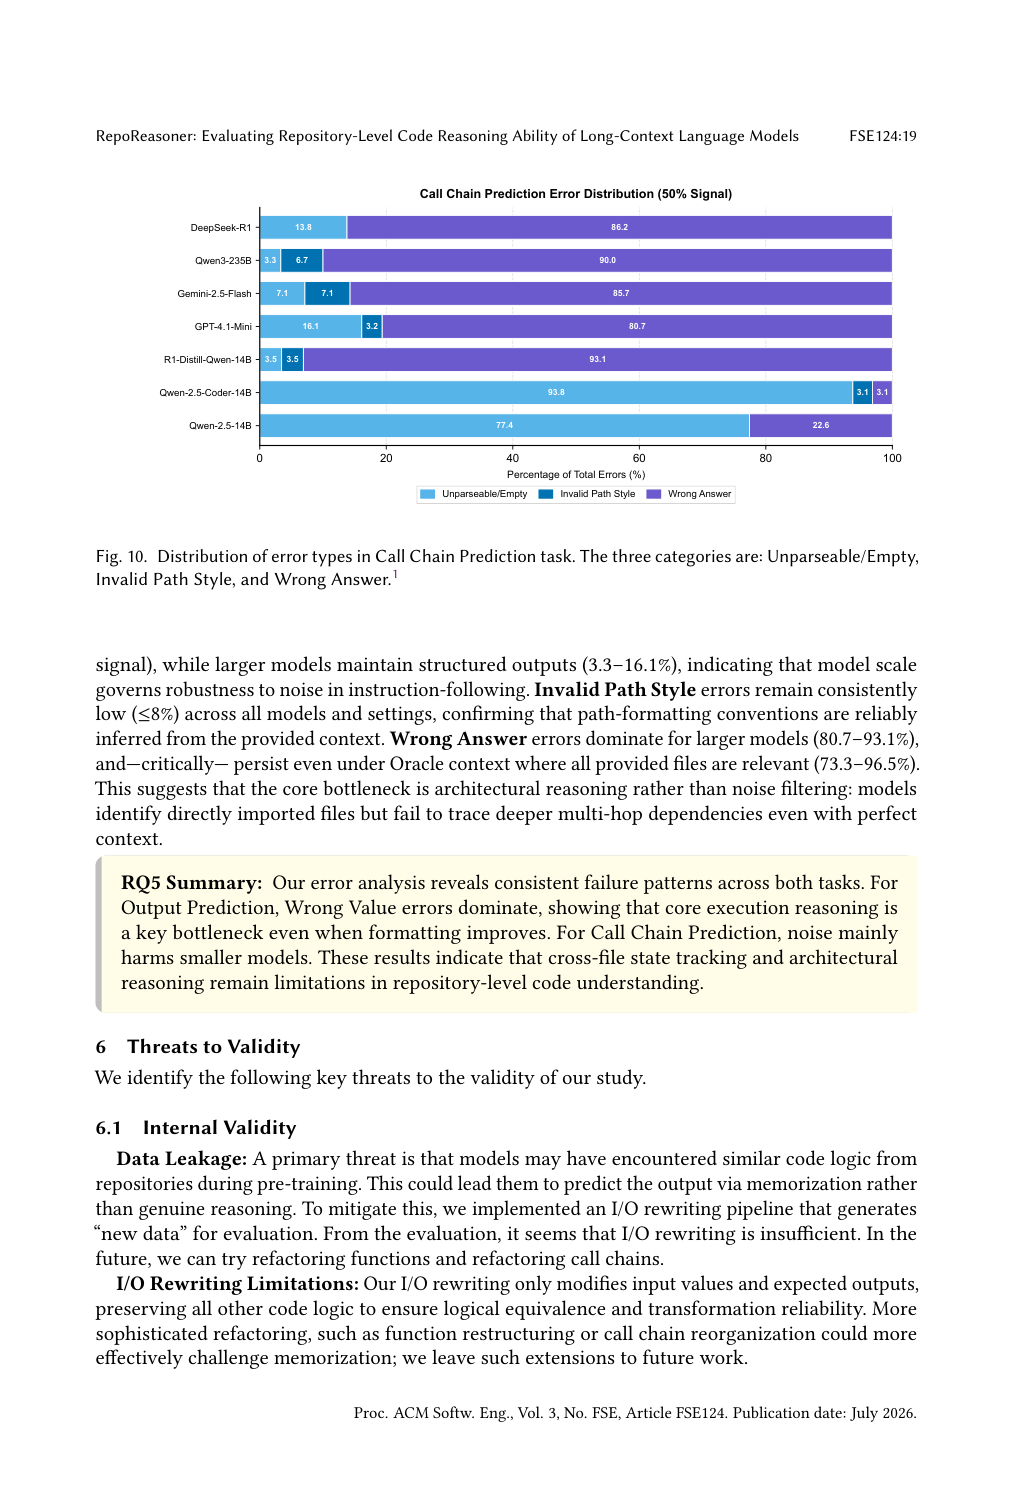 RepoReasoner: Evaluating Repository-Level Code Reasoning Ability of Long-Context Language Models FSE124:19
Call Chain Prediction Error Distribution (50% Signal)
DeepSeek-R1 13.8 86.2
Qwen3-235B 3.3 6.7 90.0
Gemini-2.5-Flash 7.1 7.1 85.7
GPT-4.1-Mini 16.1 3.2 80.7
R1-Distill-Qwen-14B 3.5 3.5 93.1
Qwen-2.5-Coder-14B 93.8 3.1 3.1
Qwen-2.5-14B 77.4 22.6
0 20 40 60 80 100
Percentage of Total Errors (%)
Unparseable/Empty Invalid Path Style Wrong Answer
Fig. 10. Distribution of error types in Call Chain Prediction task. The three categories are: Unparseable/Empty,
Invalid Path Style, and Wrong Answer.1
signal), while larger models maintain structured outputs (3.3–16.1%), indicating that model scale
governs robustness to noise in instruction-following. Invalid Path Style errors remain consistently
low (≤8%) across all models and settings, confirming that path-formatting conventions are reliably
inferred from the provided context. Wrong Answer errors dominate for larger models (80.7–93.1%),
and—critically— persist even under Oracle context where all provided files are relevant (73.3–96.5%).
This suggests that the core bottleneck is architectural reasoning rather than noise filtering: models
identify directly imported files but fail to trace deeper multi-hop dependencies even with perfect
context.
RQ5 Summary: Our error analysis reveals consistent failure patterns across both tasks. For
Output Prediction, Wrong Value errors dominate, showing that core execution reasoning is
a key bottleneck even when formatting improves. For Call Chain Prediction, noise mainly
harms smaller models. These results indicate that cross-file state tracking and architectural
reasoning remain limitations in repository-level code understanding.
6 Threats to Validity
We identify the following key threats to the validity of our study.
6.1 Internal Validity
Data Leakage: A primary threat is that models may have encountered similar code logic from
repositories during pre-training. This could lead them to predict the output via memorization rather
than genuine reasoning. To mitigate this, we implemented an I/O rewriting pipeline that generates
“new data” for evaluation. From the evaluation, it seems that I/O rewriting is insufficient. In the
future, we can try refactoring functions and refactoring call chains.
I/O Rewriting Limitations: Our I/O rewriting only modifies input values and expected outputs,
preserving all other code logic to ensure logical equivalence and transformation reliability. More
sophisticated refactoring, such as function restructuring or call chain reorganization could more
effectively challenge memorization; we leave such extensions to future work.
Proc. ACM Softw. Eng., Vol. 3, No. FSE, Article FSE124. Publication date: July 2026.